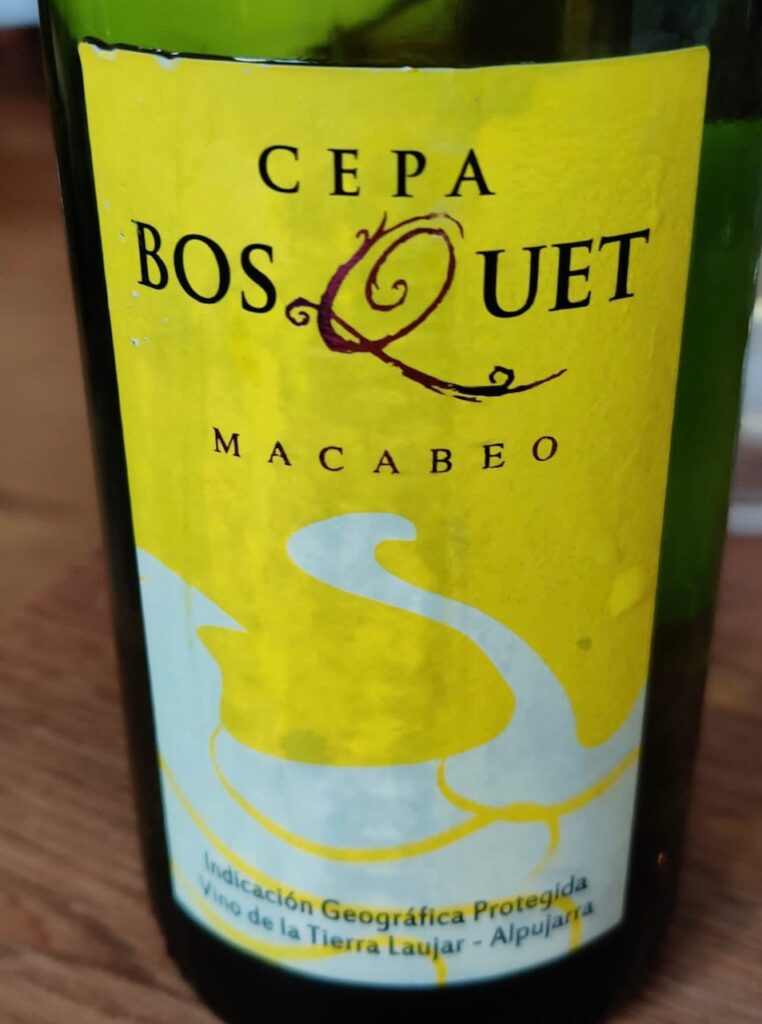 CEPA
BOSQUET
MACABEO
Indicación Geográfica Protegida
Vino de la Tierra Laujar - Alpujarra